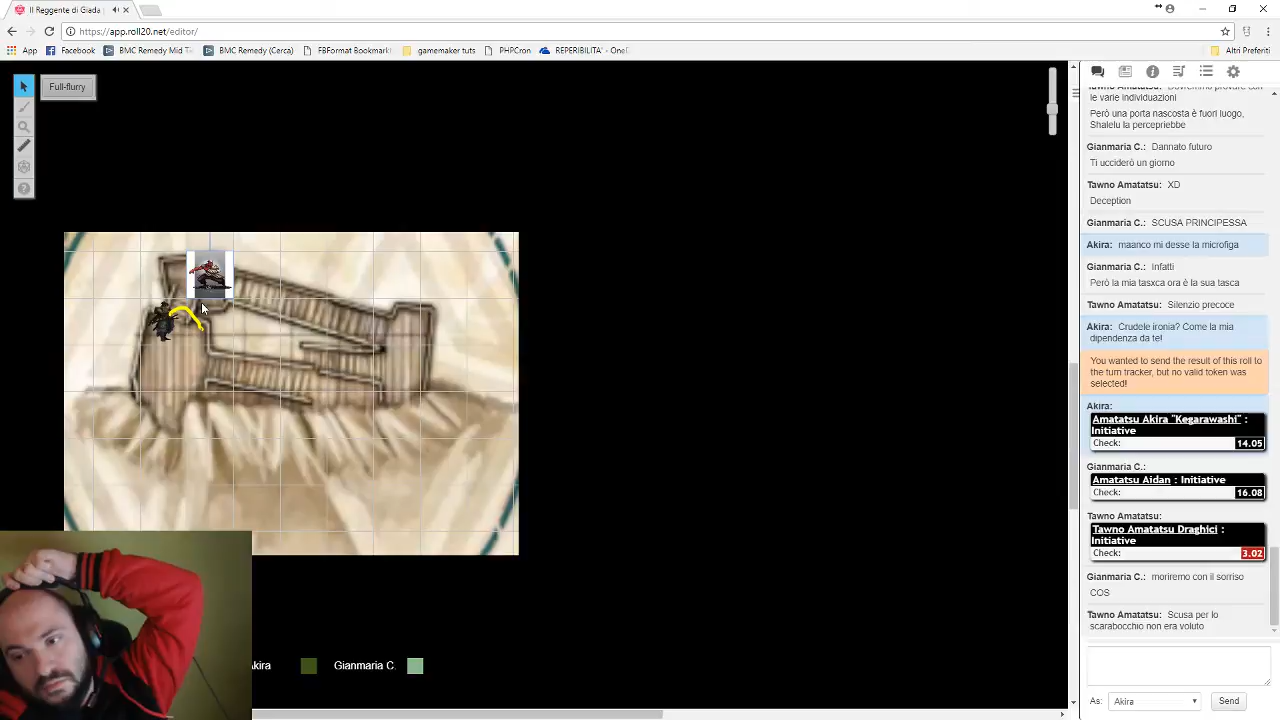 Il Reggente di Giada
https://app.roll20.net/editor/
App
Facebook
BMC Remedy Mid Te
BMC Remedy (Cerca)
FBFormat Bookmark
gamemaker tuts
PHPCron
REPERIBILITA' - OneD
Altri Preferiti
Full-flurry
le varie individuazioni
Però una porta nascosta è fuori luogo,
Shalelu la percepriebbe
Gianmaria C.: Dannato futuro
Ti ucciderò un giorno
Tawno Amatatsu: XD
Deception
Gianmaria C.: SCUSA PRINCIPESSA
Akira: maanco mi desse la microfiga
Gianmaria C.: Infatti
Però la mia tasxca ora è la sua tasca
Tawno Amatatsu: Silenzio precoce
Akira: Crudele ironia? Come la mia
dipendenza da te!
You wanted to send the result of this roll to
the turn tracker, but no valid token was
selected!
Akira:
Amatatsu Akira "Kegarawashi" :
Initiative
Check: 14.05
Gianmaria C.:
Amatatsu Aidan : Initiative
Check: 16.08
Tawno Amatatsu:
Tawno Amatatsu Draghici :
Initiative
Check: 3.02
Gianmaria C.: moriremo con il sorriso
COS
Tawno Amatatsu: Scusa per lo
scarabocchio non era voluto
Akira
Gianmaria C.
As: Akira
Send